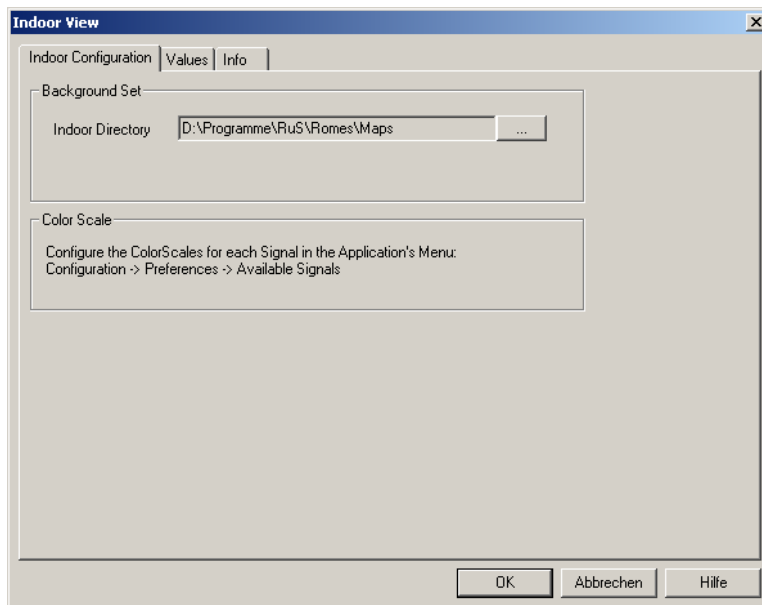 Indoor View
Indoor Configuration Values Info
Background Set
Indoor Directory D:\Programme\RuS\Romes\Maps ...
Color Scale
Configure the ColorScales for each Signal in the Application's Menu:
Configuration -> Preferences -> Available Signals
OK Abbrechen Hilfe